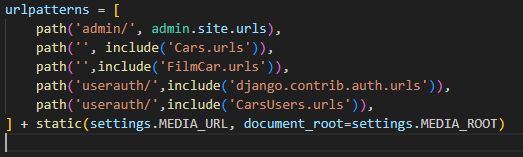 urlpatterns = [
    path('admin/', admin.site.urls),
    path('', include('Cars.urls')),
    path('',include('FilmCar.urls')),
    path('userauth/',include('django.contrib.auth.urls')),
    path('userauth/',include('CarsUsers.urls')),
] + static(settings.MEDIA_URL, document_root=settings.MEDIA_ROOT)